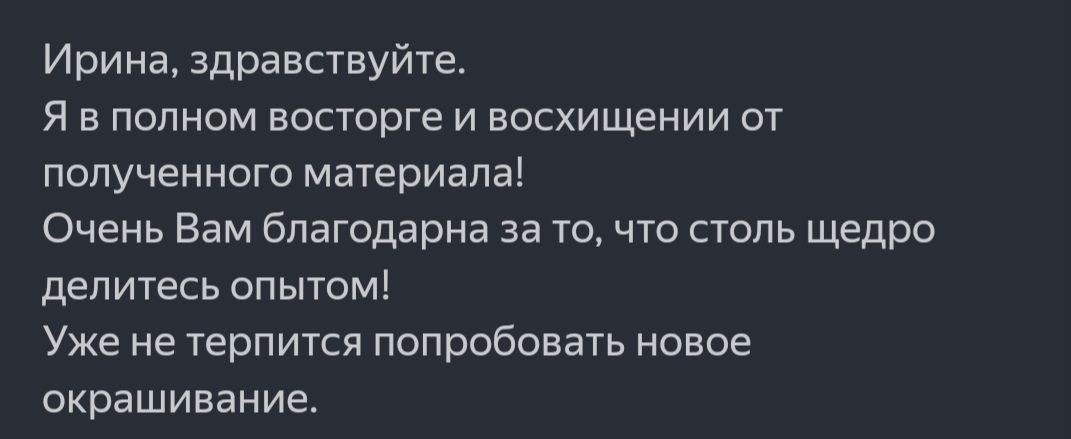 Ирина, здравствуйте.
Я в полном восторге и восхищении от
полученного материала!
Очень Вам благодарна за то, что столь щедро
делитесь опытом!
Уже не терпится попробовать новое
окрашивание.